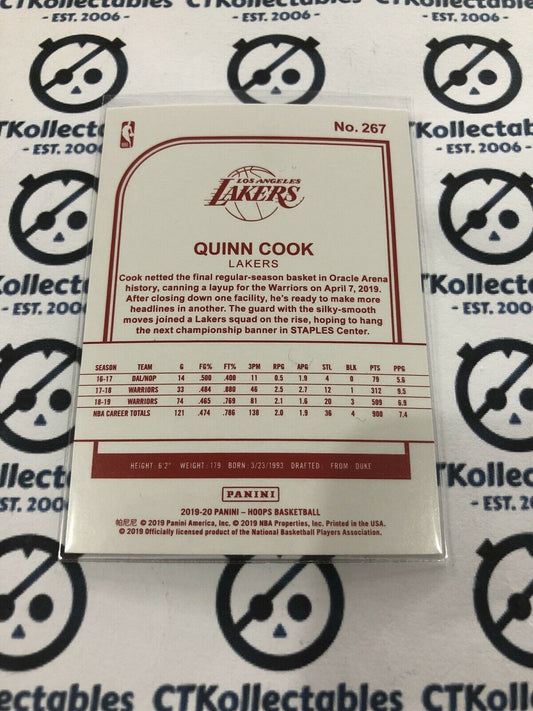 - EST. 2006 -
- EST. 2006 -
- EST. 2006 -
CTKollectables
- EST. 2006 -
No. 267
LOS ANGELES
LAKERS
QUINN COOK
LAKERS
Cook netted the final regular-season basket in Oracle Arena
history, canning a layup for the Warriors on April 7, 2019.
After closing down one facility, he's ready to make more
headlines in another. The guard with the silky-smooth
moves joined a Lakers squad on the rise, hoping to hang
the next championship banner in STAPLES Center.
SEASON TEAM G FG% FT% 3PM RPG APG STL BLK PTS PPG
16-17 DAL/NOP 14 .500 .400 11 0.5 1.9 4 0 79 5.6
17-18 WARRIORS 33 .484 .880 46 2.5 2.7 12 1 312 9.5
18-19 WARRIORS 74 .465 .769 81 2.1 1.6 20 3 509 6.9
NBA CAREER TOTALS 121 .474 .786 138 2.0 1.9 36 4 900 7.4
HEIGHT: 6'2" WEIGHT: 179 BORN: 3/23/1993 DRAFTED: FROM: DUKE
PANINI
2019-20 PANINI – HOOPS BASKETBALL
帕尼尼 © 2019 Panini America, Inc. © 2019 NBA Properties, Inc. Printed in the USA.
© 2019 Officially licensed product of the National Basketball Players Association.
CTKollectables